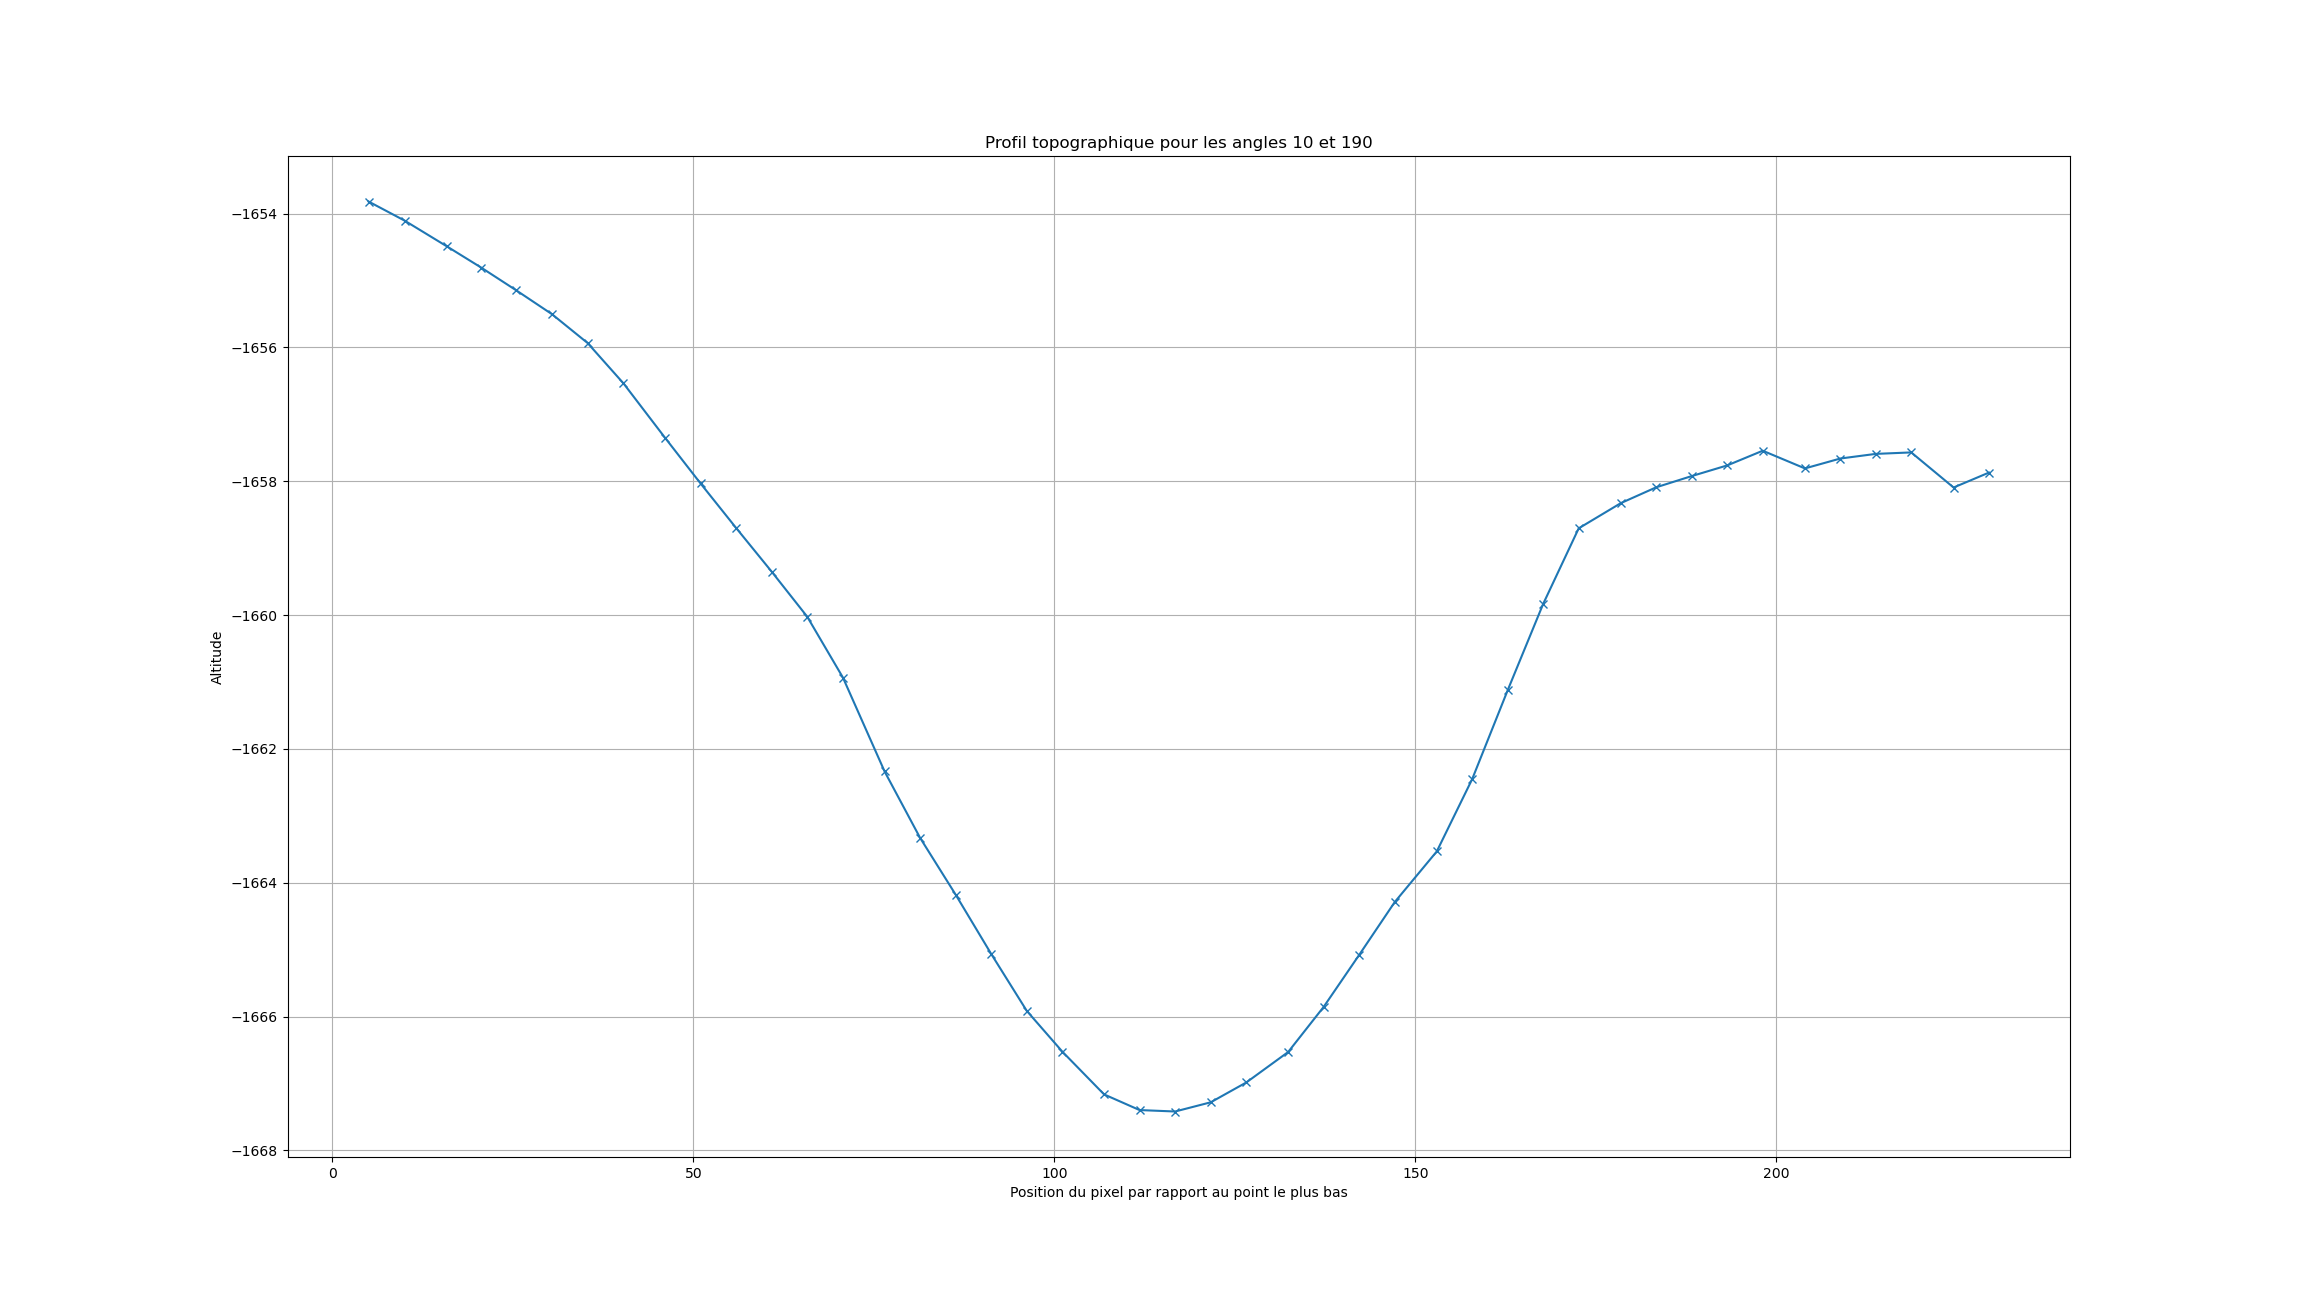 Profil topographique pour les angles 10 et 190
−1654
−1656
−1658
−1660
−1662
−1664
−1666
−1668
Altitude
0 50 100 150 200
Position du pixel par rapport au point le plus bas